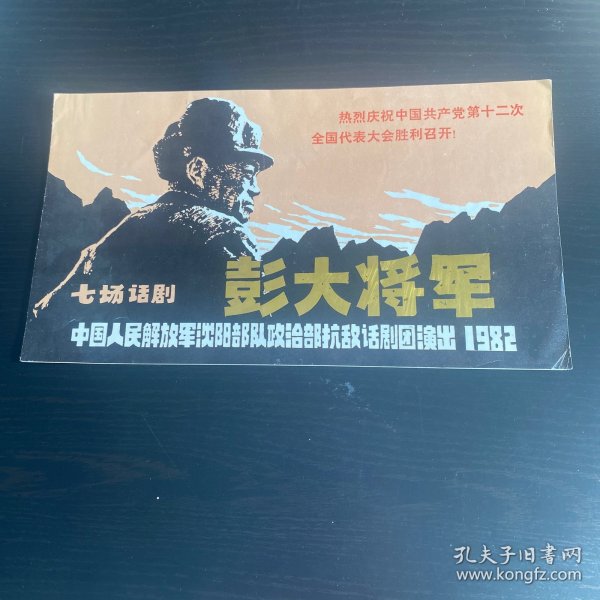 热烈庆祝中国共产党第十二次
全国代表大会胜利召开!
七场话剧
彭大将军
中国人民解放军沈阳部队政治部抗敌话剧团演出 1982
孔夫子旧书网
www.kongfz.com